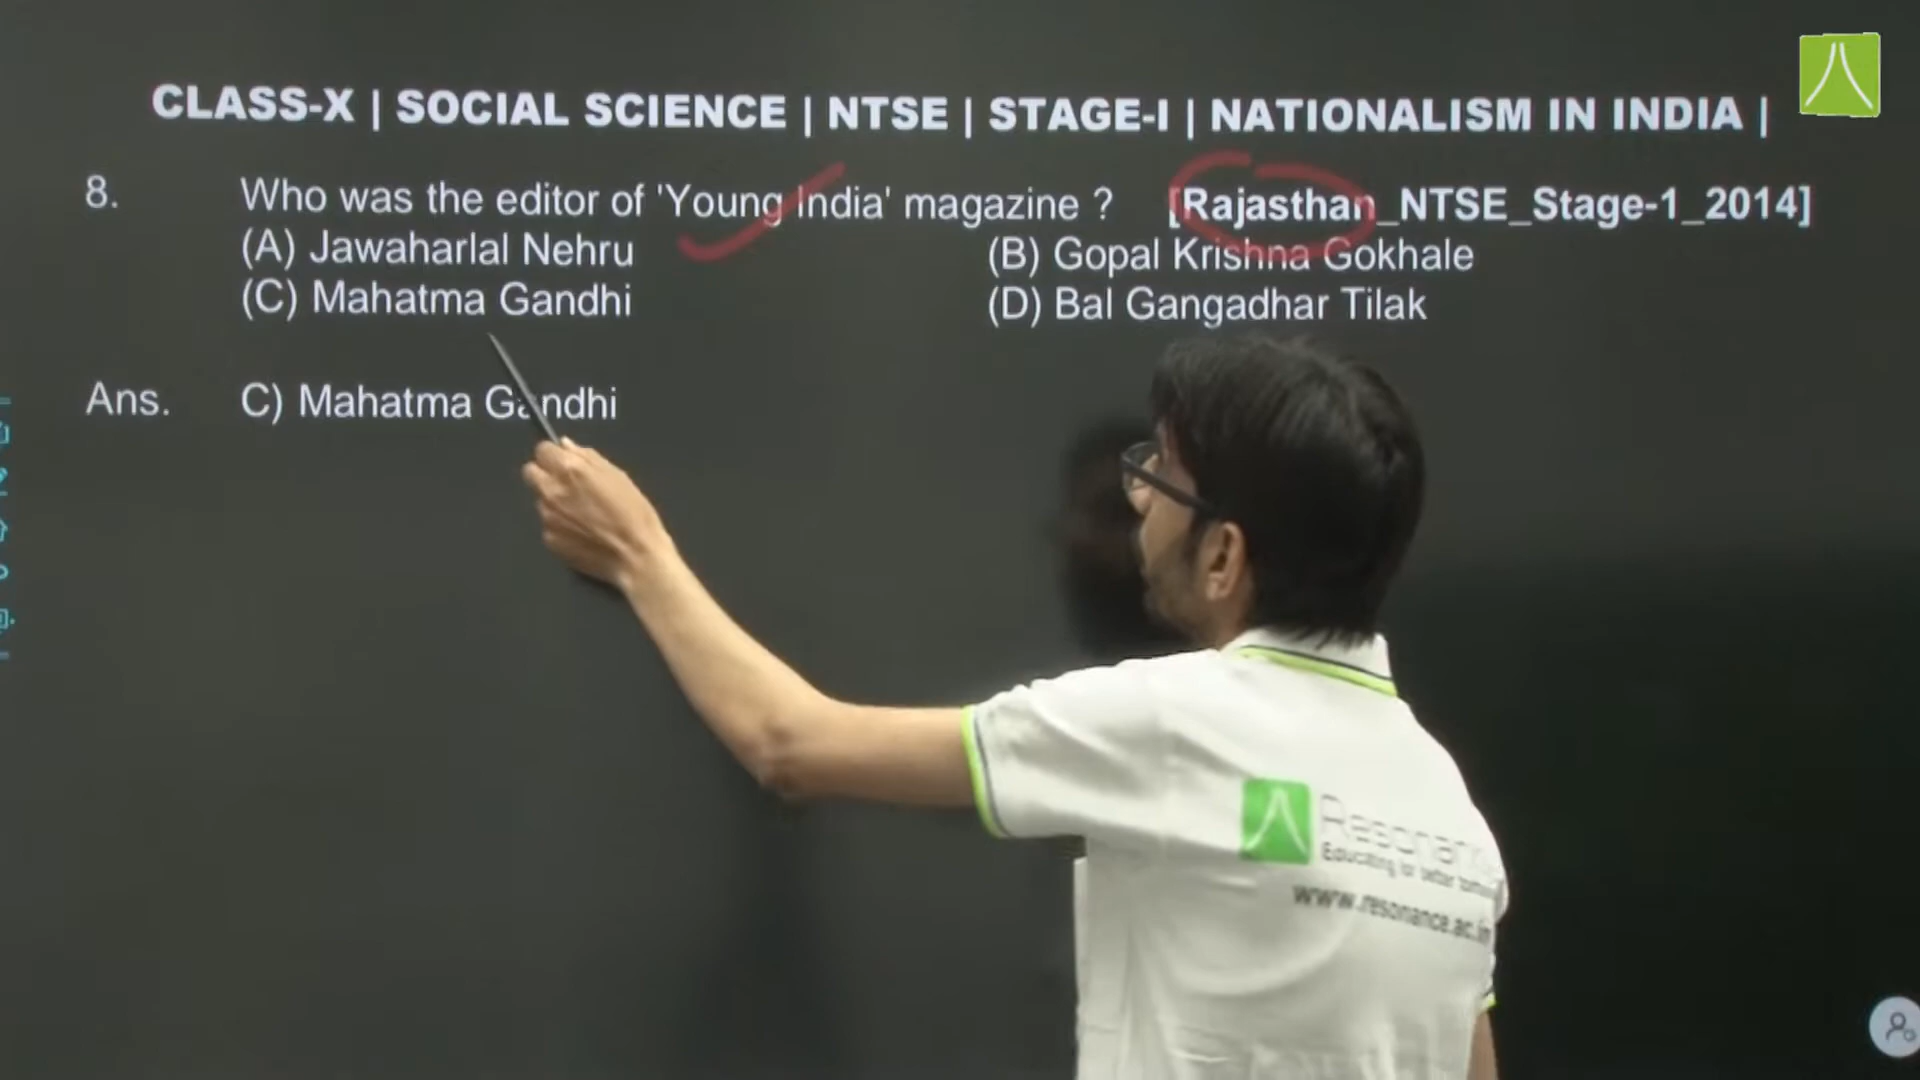 CLASS-X | SOCIAL SCIENCE | NTSE | STAGE-I | NATIONALISM IN INDIA |
8. Who was the editor of 'Young India' magazine ? [Rajasthan_NTSE_Stage-1_2014]
(A) Jawaharlal Nehru (B) Gopal Krishna Gokhale
(C) Mahatma Gandhi (D) Bal Gangadhar Tilak
Ans. C) Mahatma Gandhi
Educating for better
www.resonance.ac.in